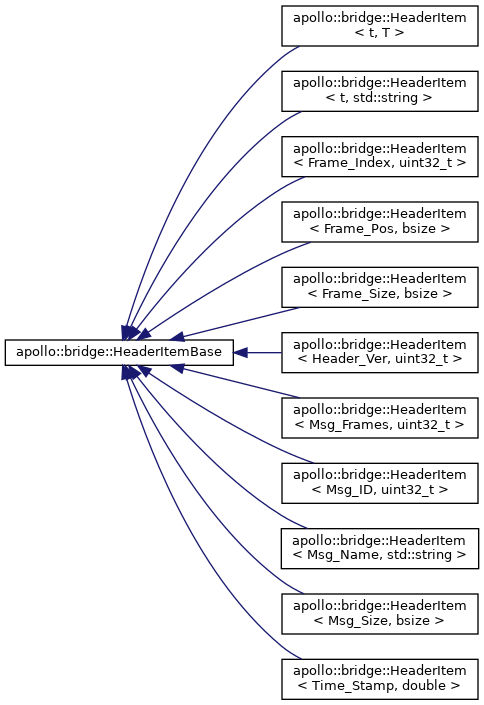 apollo::bridge::HeaderItem
< t, T >
apollo::bridge::HeaderItem
< t, std::string >
apollo::bridge::HeaderItem
< Frame_Index, uint32_t >
apollo::bridge::HeaderItem
< Frame_Pos, bsize >
apollo::bridge::HeaderItem
< Frame_Size, bsize >
apollo::bridge::HeaderItemBase
apollo::bridge::HeaderItem
< Header_Ver, uint32_t >
apollo::bridge::HeaderItem
< Msg_Frames, uint32_t >
apollo::bridge::HeaderItem
< Msg_ID, uint32_t >
apollo::bridge::HeaderItem
< Msg_Name, std::string >
apollo::bridge::HeaderItem
< Msg_Size, bsize >
apollo::bridge::HeaderItem
< Time_Stamp, double >